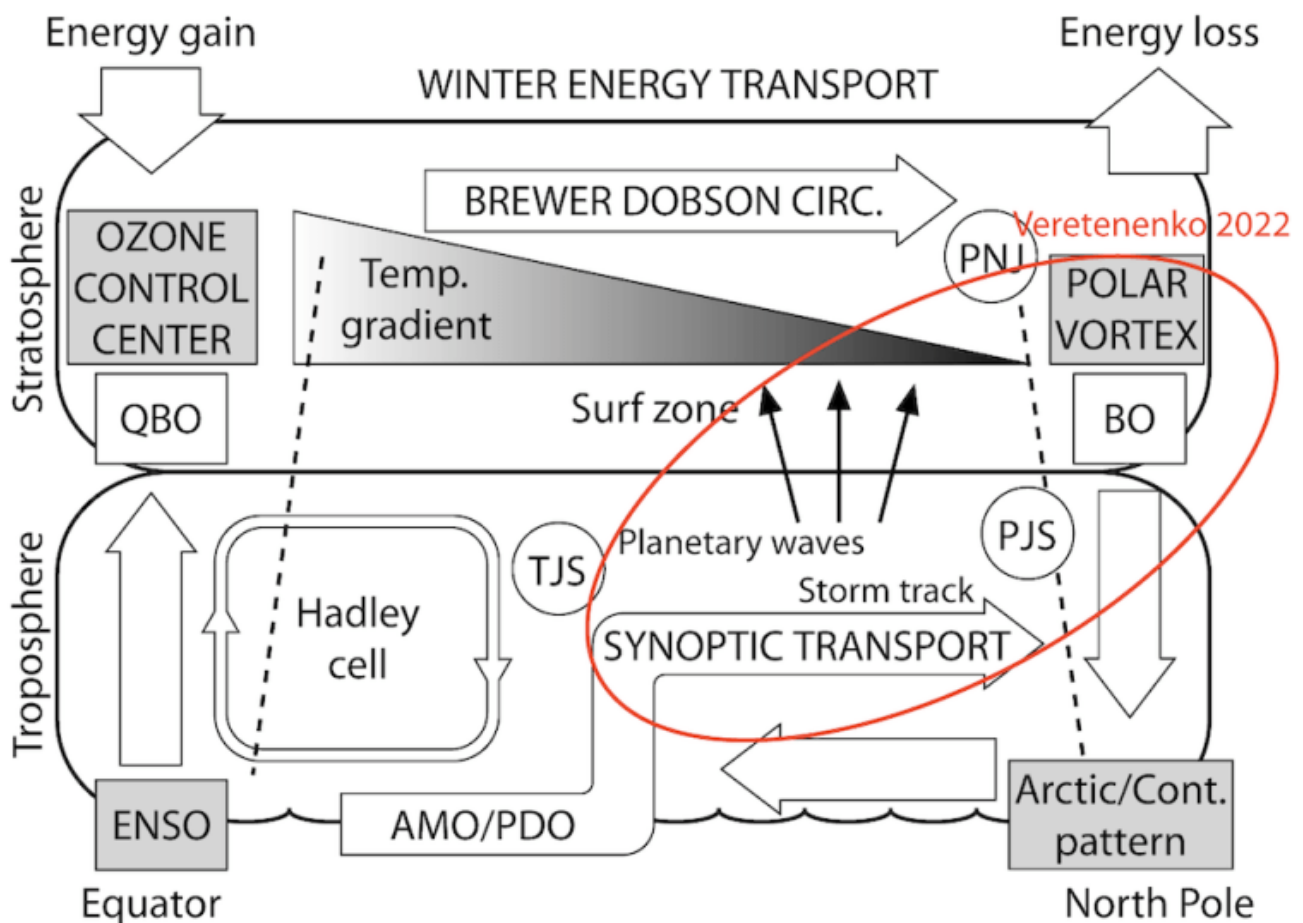 Energy gain
Energy loss
WINTER ENERGY TRANSPORT
Stratosphere
BREWER DOBSON CIRC.
OZONE
CONTROL
CENTER
Temp.
gradient
PNJ
Veretenenko 2022
POLAR
VORTEX
QBO
Surf zone
BO
Troposphere
TJS
Planetary waves
PJS
Hadley
cell
Storm track
SYNOPTIC TRANSPORT
ENSO
AMO/PDO
Arctic/Cont.
pattern
Equator
North Pole